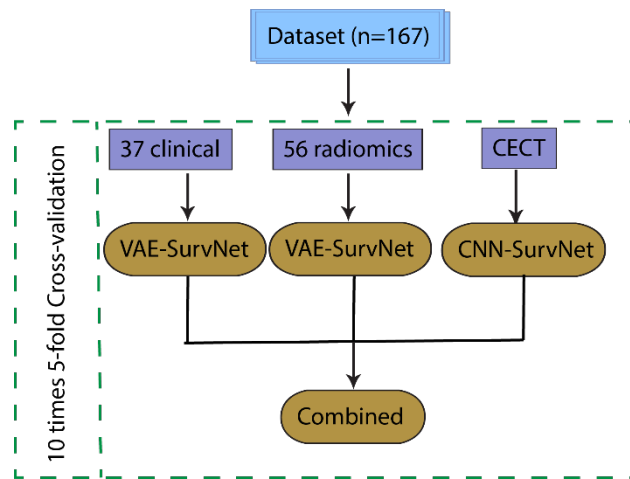 Dataset (n=167)
10 times 5-fold Cross-validation
37 clinical
56 radiomics
CECT
VAE-SurvNet
VAE-SurvNet
CNN-SurvNet
Combined